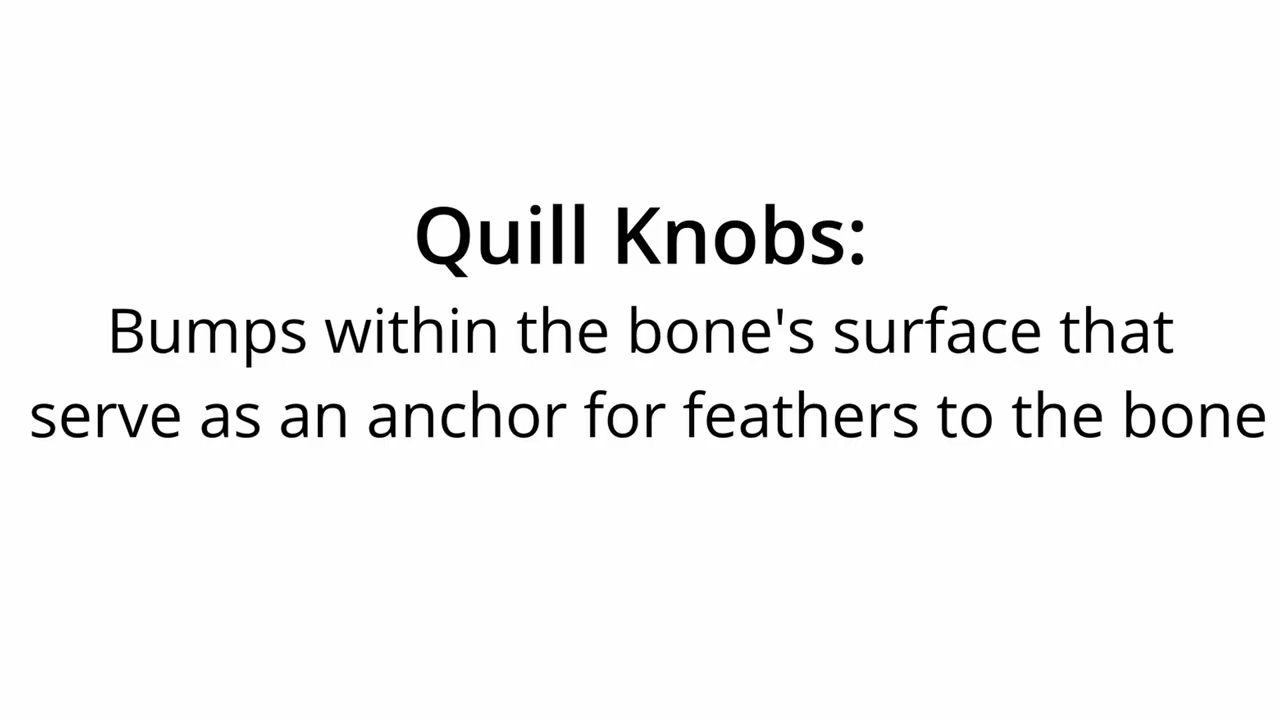 Quill Knobs:
Bumps within the bone's surface that
serve as an anchor for feathers to the bone